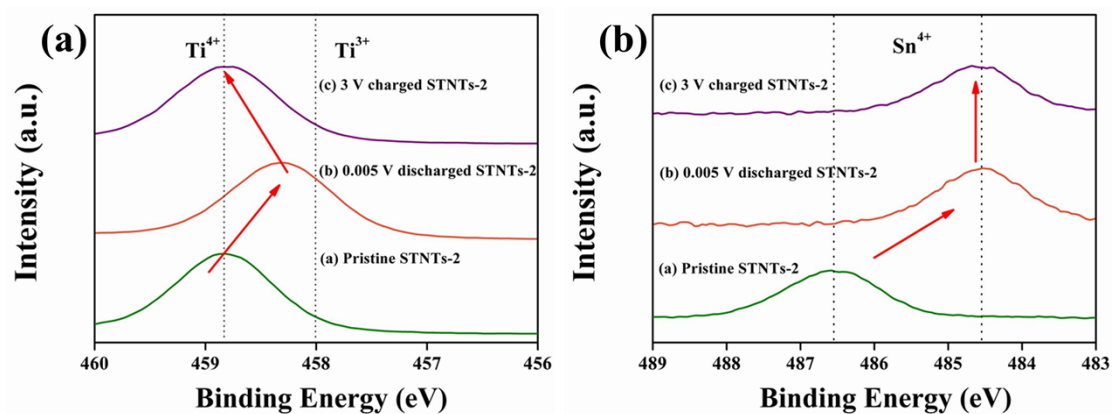 (a)
Ti4+
Ti3+
(c) 3 V charged STNTs-2
(b) 0.005 V discharged STNTs-2
(a) Pristine STNTs-2
Intensity (a.u.)
460 459 458 457 456
Binding Energy (eV)
(b)
Sn4+
(c) 3 V charged STNTs-2
(b) 0.005 V discharged STNTs-2
(a) Pristine STNTs-2
Intensity (a.u.)
489 488 487 486 485 484 483
Binding Energy (eV)